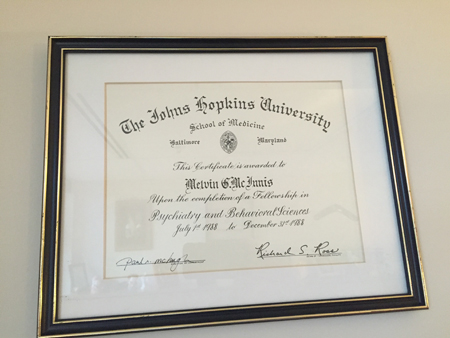 The Johns Hopkins University
School of Medicine
Baltimore Maryland
This Certificate is awarded to
Melvin G. McInnis
Upon the completion of a Fellowship in
Psychiatry and Behavioral Sciences
July 1st 1988 to December 31st 1988
Richard S. Ross